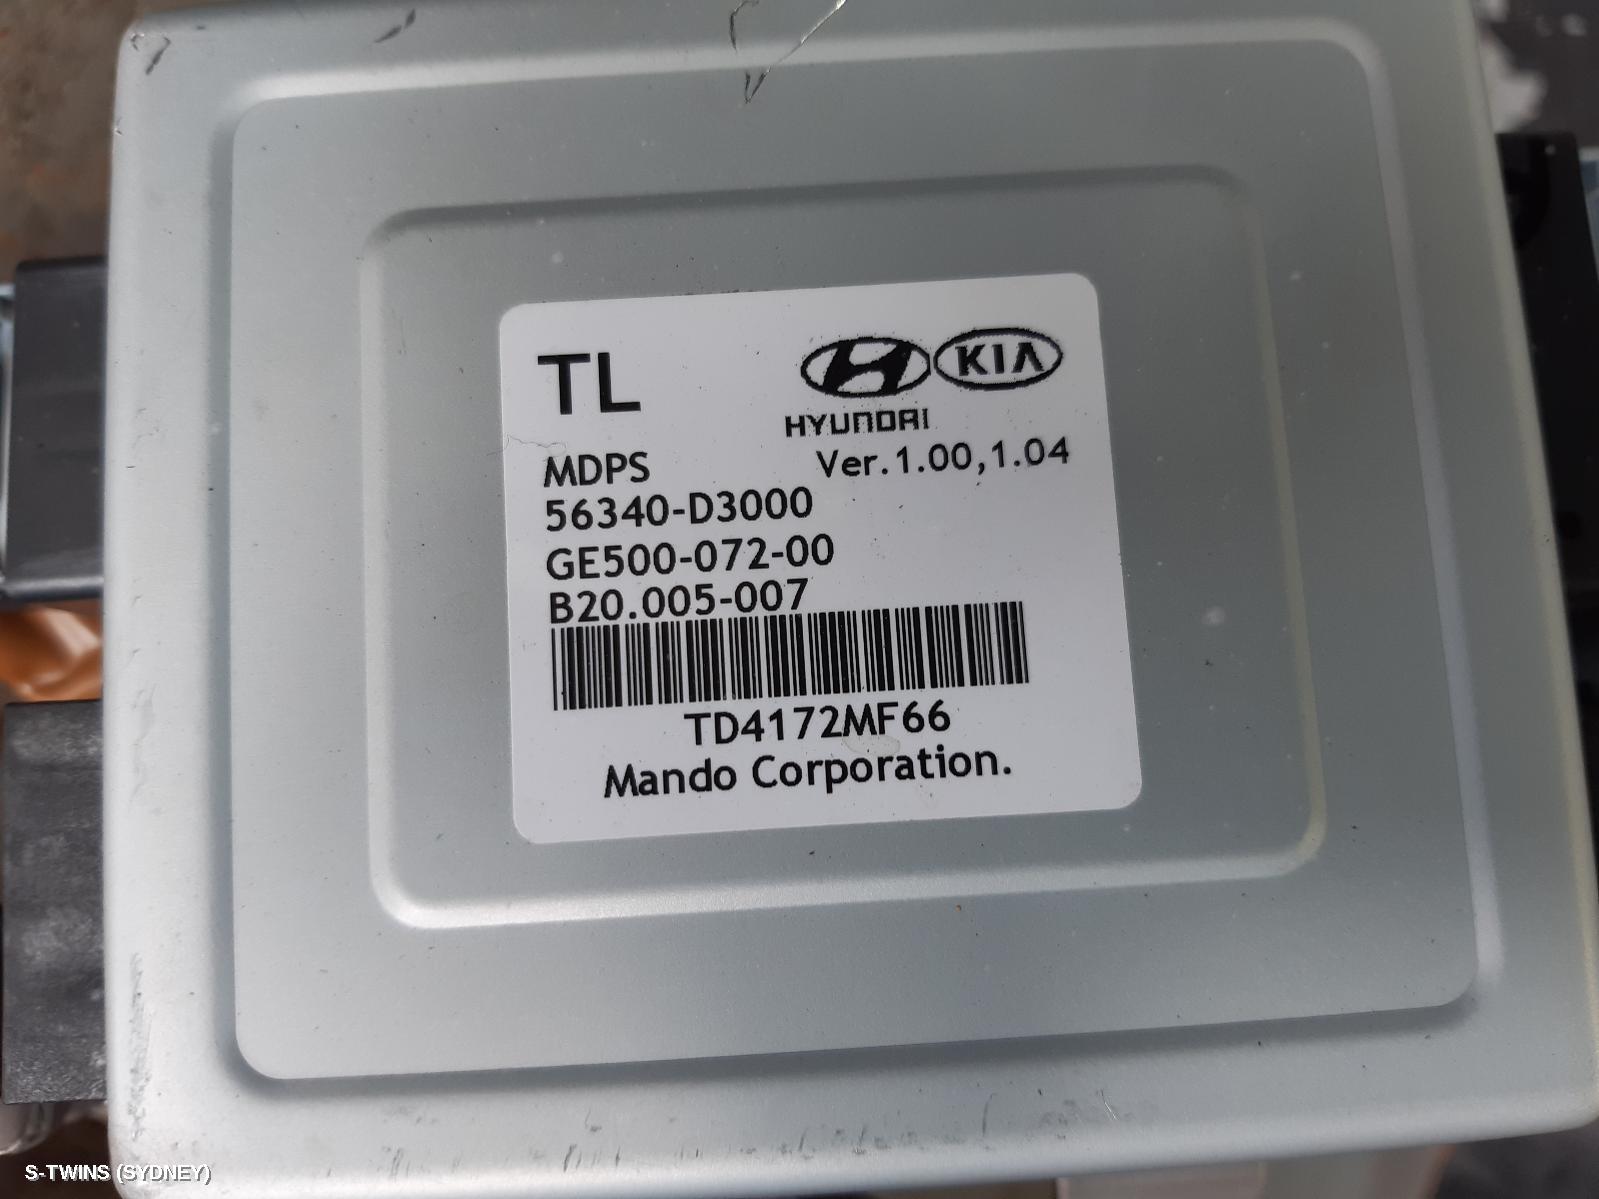 TL
KIA
HYUNDAI
MDPS Ver.1.00,1.04
56340-D3000
GE500-072-00
B20.005-007
TD4172MF66
Mando Corporation.
S-TWINS (SYDNEY)